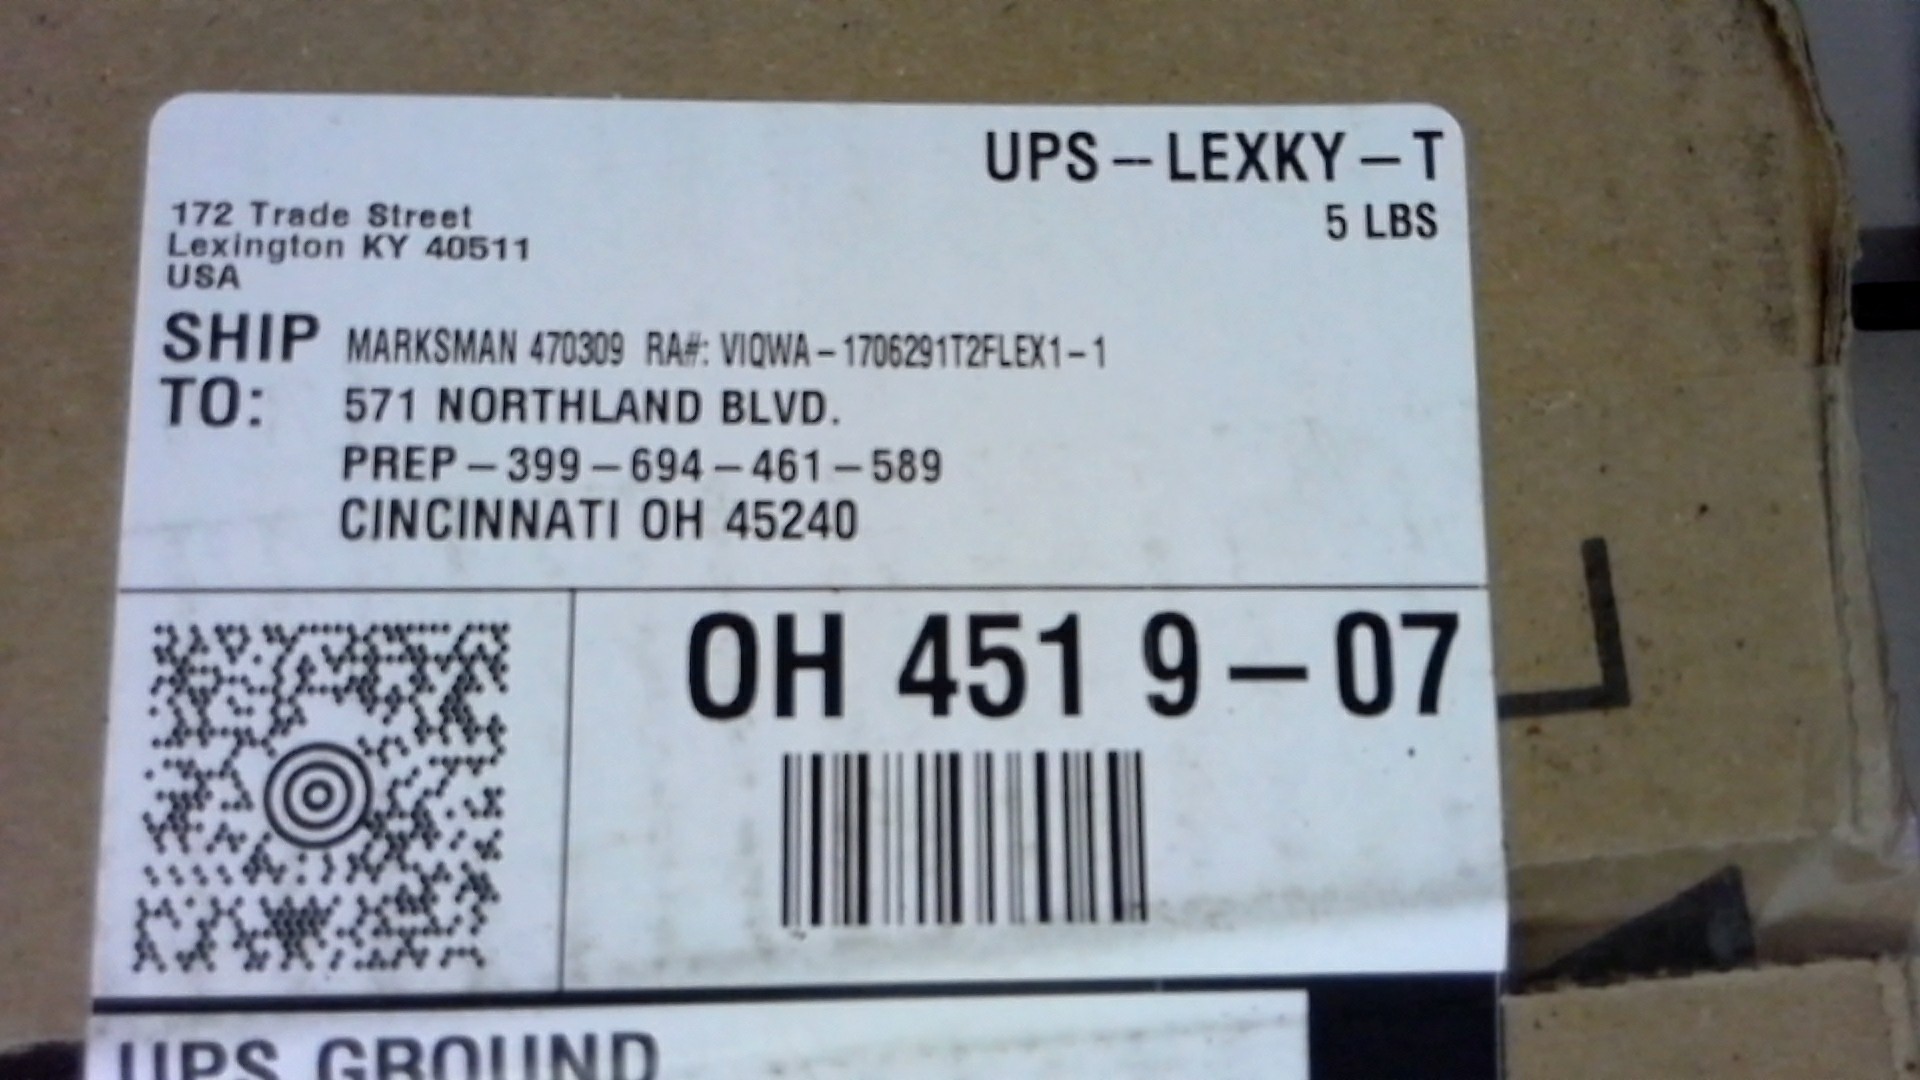 UPS – LEXKY – T
5 LBS
172 Trade Street
Lexington KY 40511
USA
SHIP TO:
MARKSMAN 470309 RA#: VIQWA – 1706291T2FLEX1 – 1
571 NORTHLAND BLVD.
PREP – 399 – 694 – 461 – 589
CINCINNATI OH 45240
OH 451 9 – 07
UPS GROUND